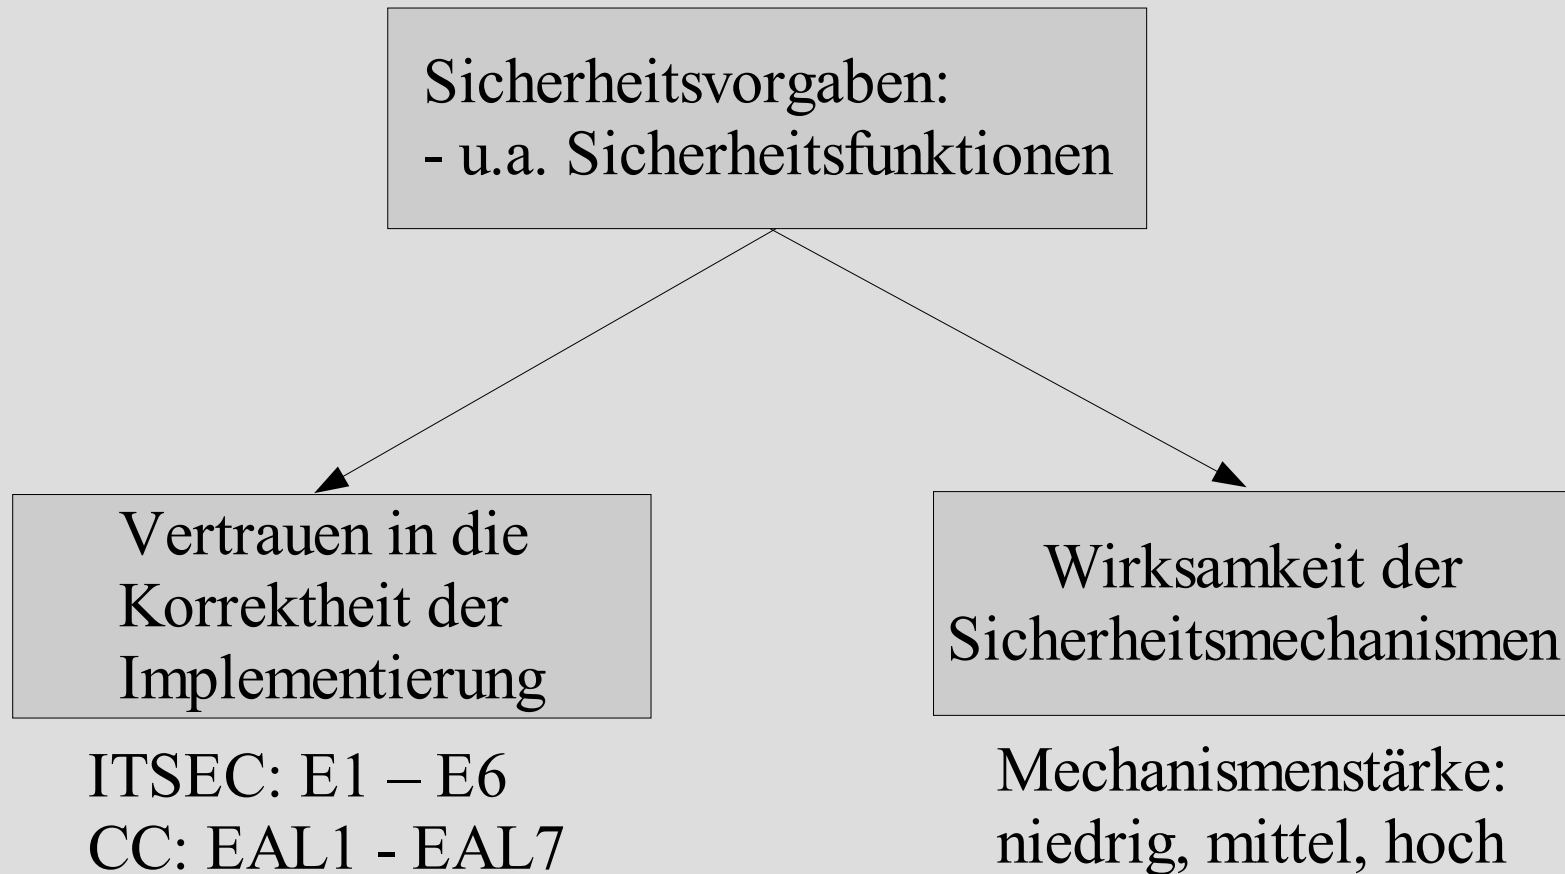 Sicherheitsvorgaben:
- u.a. Sicherheitsfunktionen
Vertrauen in die
Korrektheit der
Implementierung
ITSEC: E1 – E6
CC: EAL1 - EAL7
Wirksamkeit der
Sicherheitsmechanismen
Mechanismenstärke:
niedrig, mittel, hoch